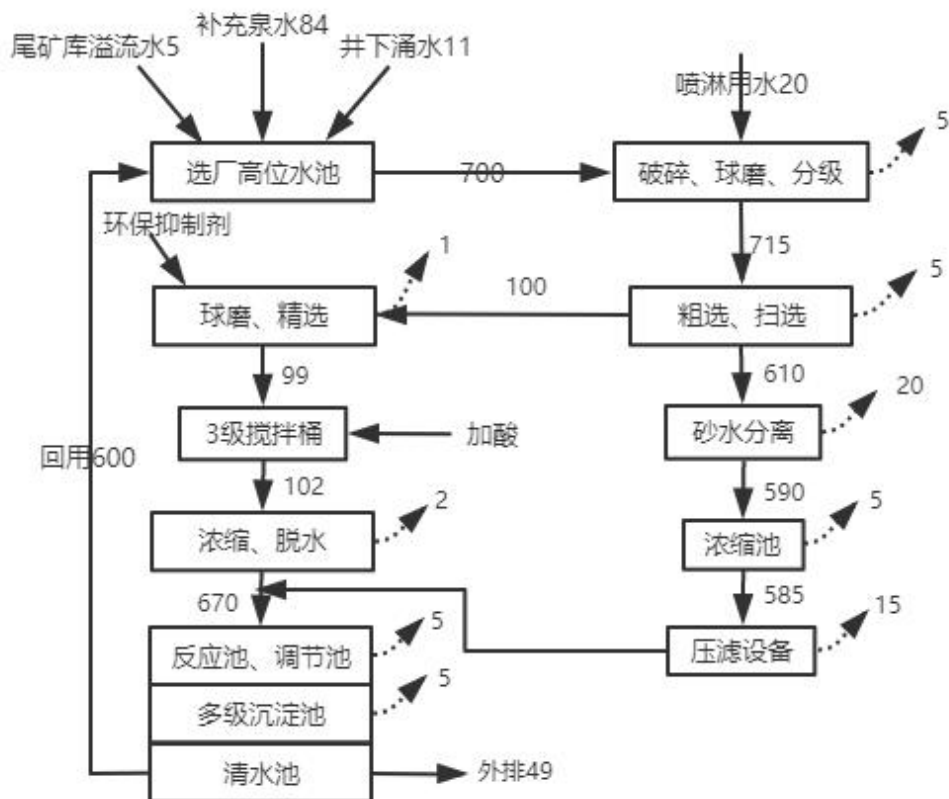 补充泉水84
尾矿库溢流水5
井下涌水11
喷淋用水20
5
选厂高位水池
700
破碎、球磨、分级
环保抑制剂
1
715
5
100
球磨、精选
粗选、扫选
99
610
20
3级搅拌桶
加酸
砂水分离
回用600
102
2
590
5
浓缩、脱水
浓缩池
670
585
15
5
反应池、调节池
压滤设备
5
多级沉淀池
清水池
外排49